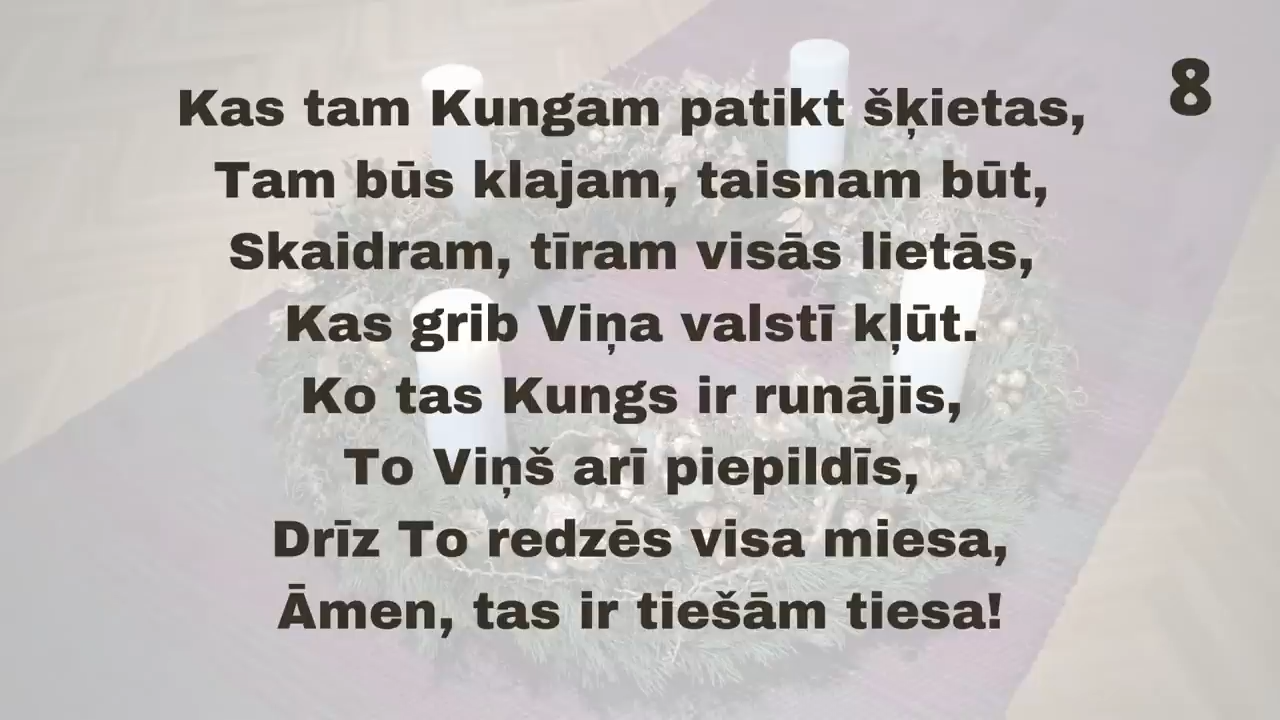 8
Kas tam Kungam patikt šķietas,
Tam būs klajam, taisnam būt,
Skaidram, tīram visās lietās,
Kas grib Viņa valstī kļūt.
Ko tas Kungs ir runājis,
To Viņš arī piepildīs,
Drīz To redzēs visa miesa,
Āmen, tas ir tiešām tiesa!